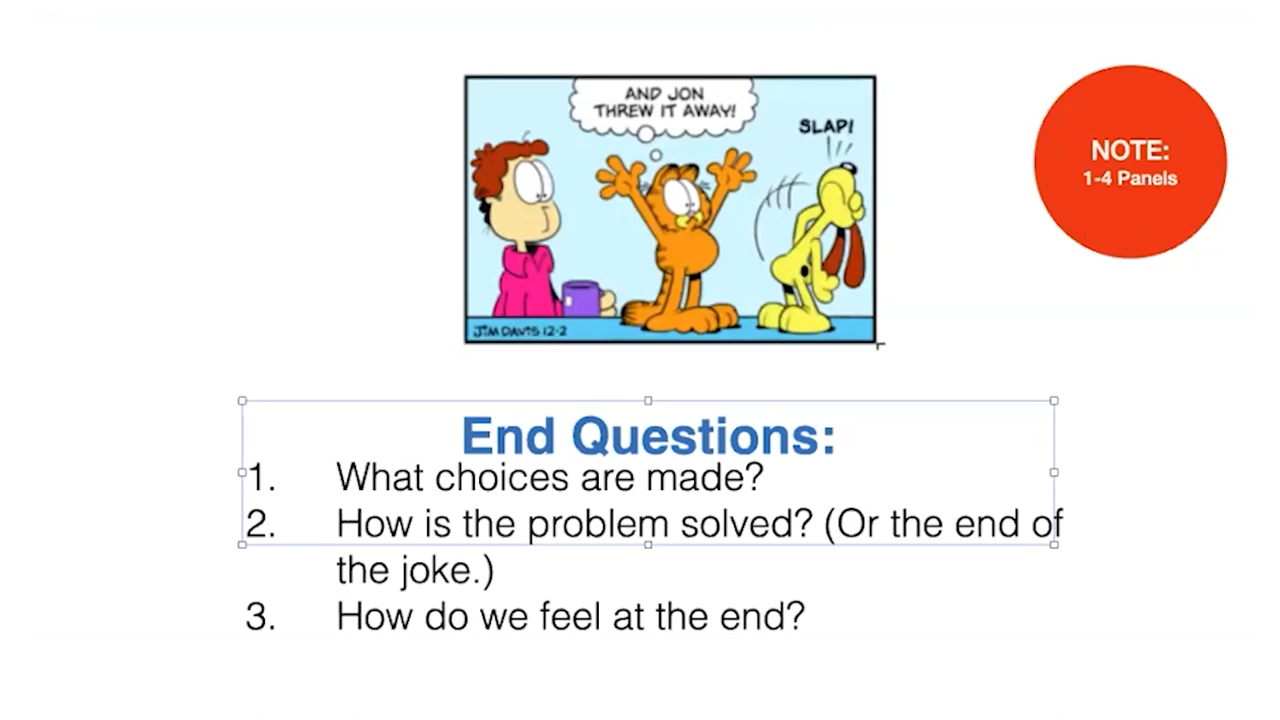 AND JON
THREW IT AWAY!
SLAP!
JIM DAVIS 12-2
NOTE:
1-4 Panels
End Questions:
1. What choices are made?
2. How is the problem solved? (Or the end of
the joke.)
3. How do we feel at the end?